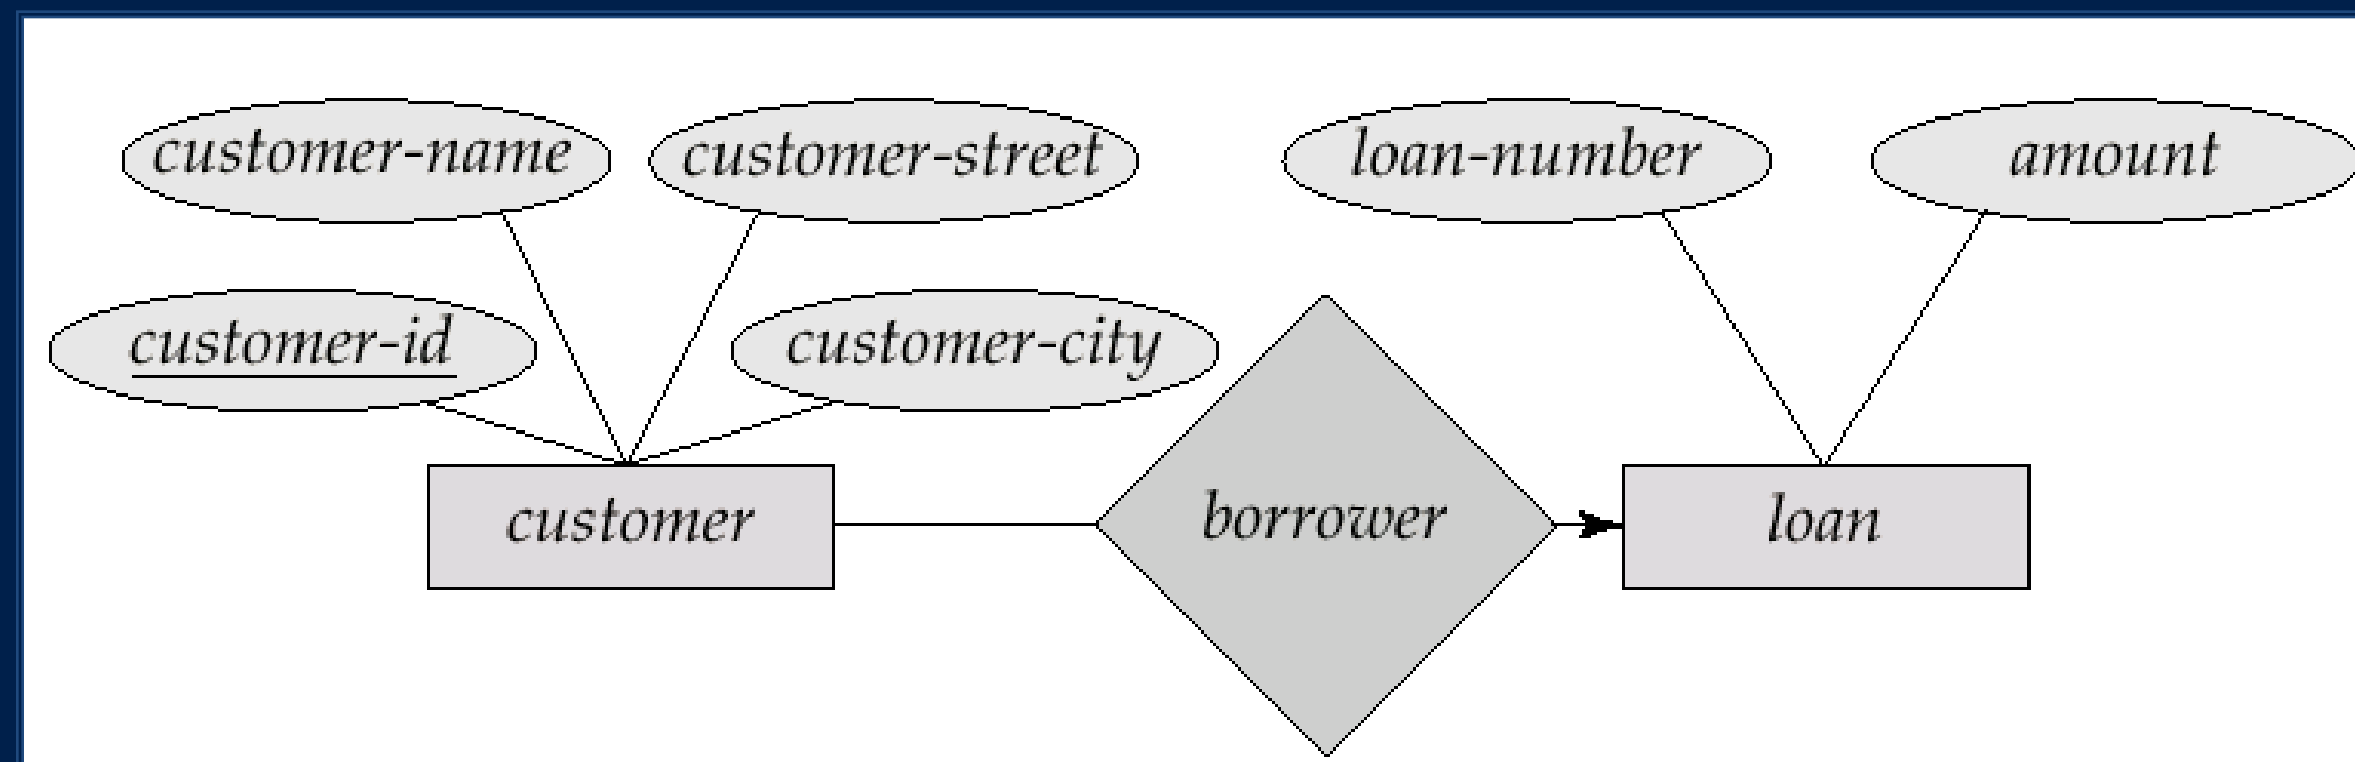 customer-name
customer-street
loan-number
amount
customer-id
customer-city
customer
borrower
loan